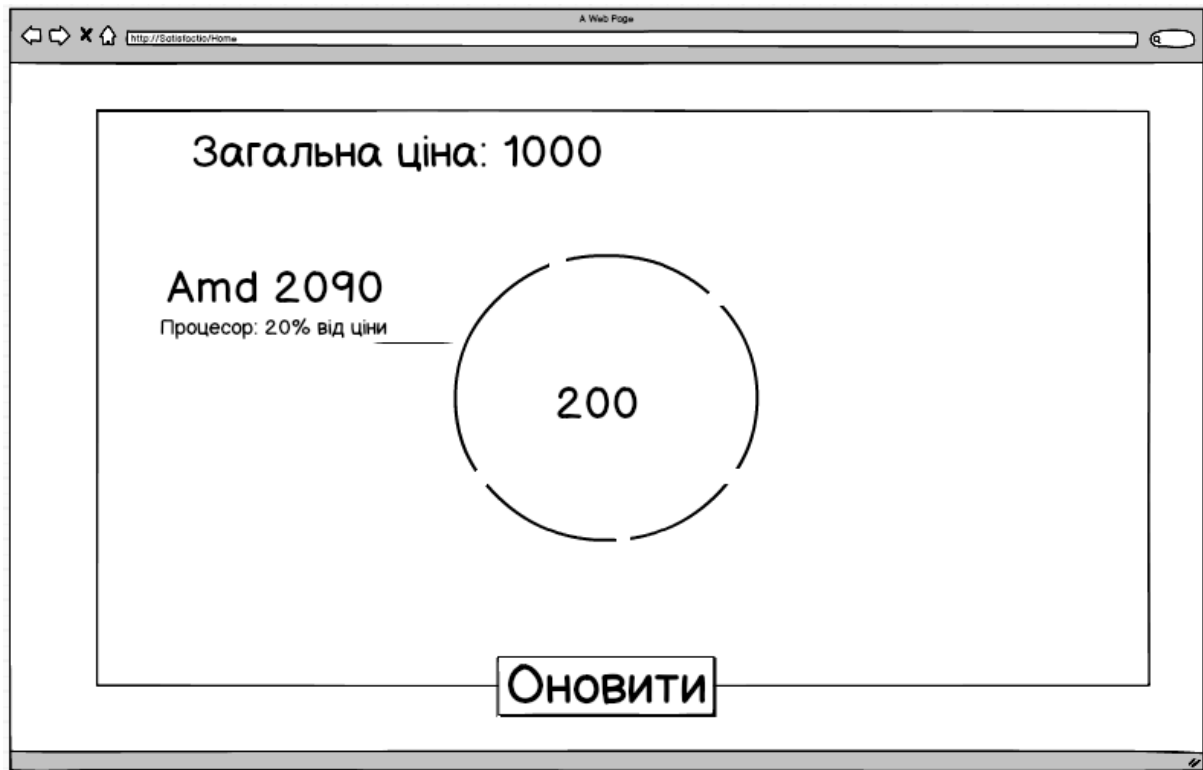 A Web Page
http://Satisfactio/Home
Загальна ціна: 1000
Amd 2090
Процесор: 20% від ціни
200
Оновити